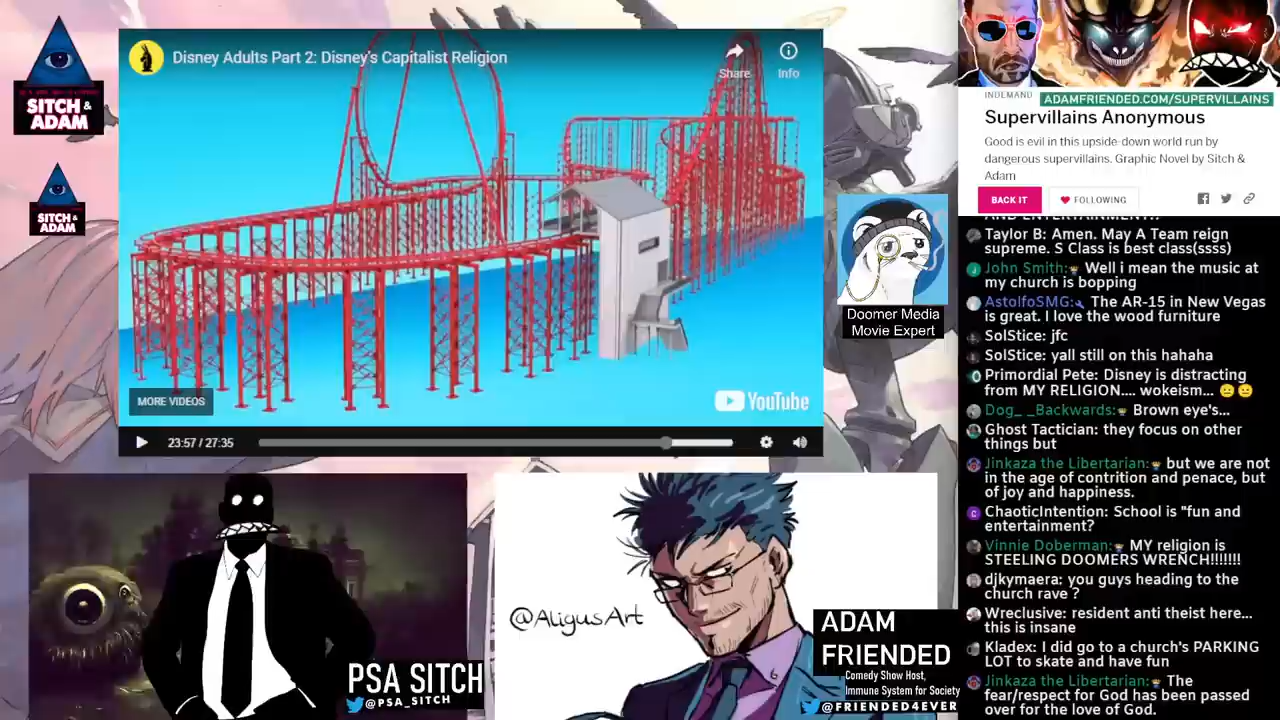 SITCH &
ADAM
SITCH &
ADAM
Disney Adults Part 2: Disney's Capitalist Religion
Share
Info
MORE VIDEOS
YouTube
23:57 / 27:35
Doomer Media
Movie Expert
INDEMAND
ADAMFRIENDED.COM/SUPERVILLAINS
Supervillains Anonymous
Good is evil in this upside-down world run by
dangerous supervillains. Graphic Novel by Sitch &
Adam
BACK IT
FOLLOWING
AND ENTERTAINMENT!!
Taylor B: Amen. May A Team reign
supreme. S Class is best class(ssss)
John Smith: Well i mean the music at
my church is bopping
AstolfoSMG: The AR-15 in New Vegas
is great. I love the wood furniture
SolStice: jfc
SolStice: yall still on this hahaha
Primordial Pete: Disney is distracting
from MY RELIGION.... wokeism... 😐😐
Dog_ _Backwards: Brown eye's...
Ghost Tactician: they focus on other
things but
Jinkaza the Libertarian: but we are not
in the age of contrition and penace, but
of joy and happiness.
ChaoticIntention: School is "fun and
entertainment?
Vinnie Doberman: MY religion is
STEELING DOOMERS WRENCH!!!!!!!
djkymaera: you guys heading to the
church rave ?
Wreclusive: resident anti theist here...
this is insane
Kladex: I did go to a church's PARKING
LOT to skate and have fun
Jinkaza the Libertarian: The
fear/respect for God has been passed
over for the love of God.
PSA SITCH
@PSA_SITCH
@AligusArt
ADAM
FRIENDED
Comedy Show Host,
Immune System for Society
@FRIENDED4EVER